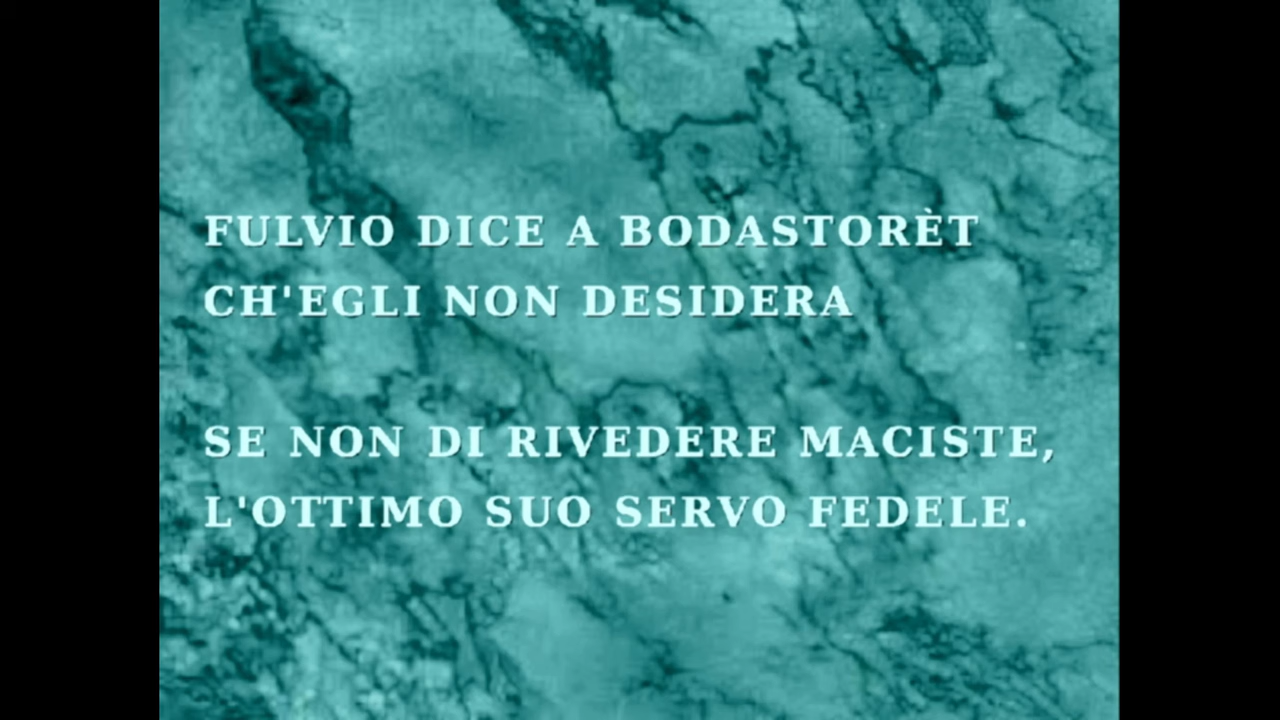 FULVIO DICE A BODASTORÈT
CH'EGLI NON DESIDERA
SE NON DI RIVEDERE MACISTE,
L'OTTIMO SUO SERVO FEDELE.